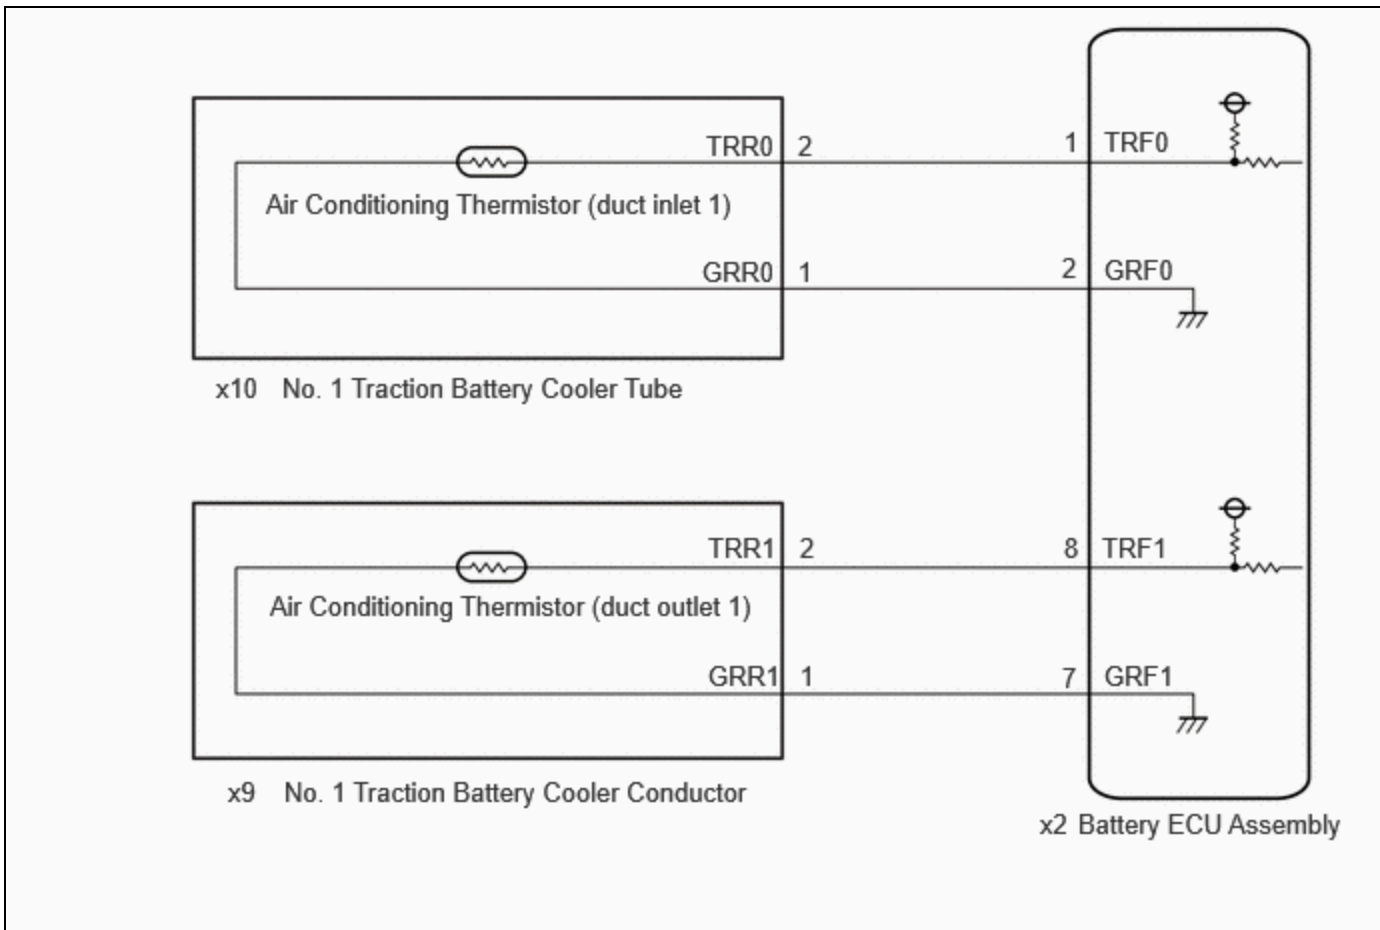 TRR0 2 1 TRF0
Air Conditioning Thermistor (duct inlet 1)
GRR0 1 2 GRF0
x10 No. 1 Traction Battery Cooler Tube
TRR1 2 8 TRF1
Air Conditioning Thermistor (duct outlet 1)
GRR1 1 7 GRF1
x9 No. 1 Traction Battery Cooler Conductor
x2 Battery ECU Assembly